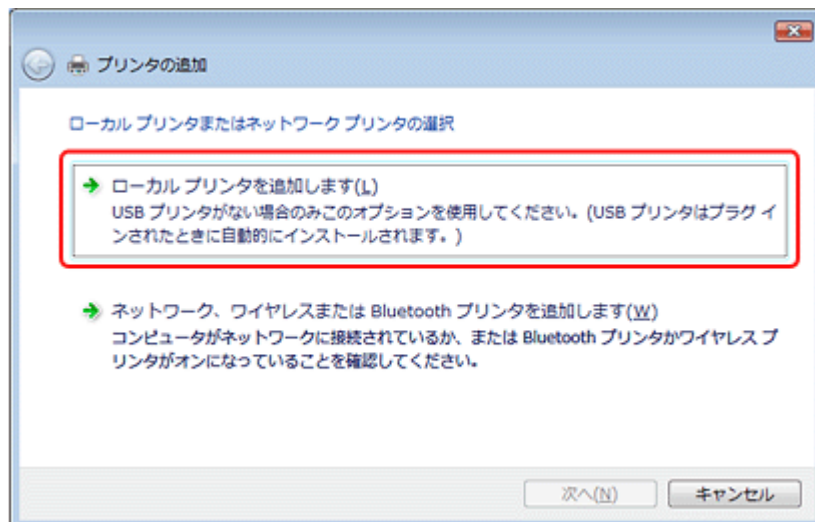 プリンタの追加
ローカル プリンタまたはネットワーク プリンタの選択
ローカル プリンタを追加します(L)
USB プリンタがない場合のみこのオプションを使用してください。(USB プリンタはプラグ イ
ンされたときに自動的にインストールされます。)
ネットワーク、ワイヤレスまたは Bluetooth プリンタを追加します(W)
コンピュータがネットワークに接続されているか、または Bluetooth プリンタかワイヤレス プ
リンタがオンになっていることを確認してください。
次へ(N)
キャンセル